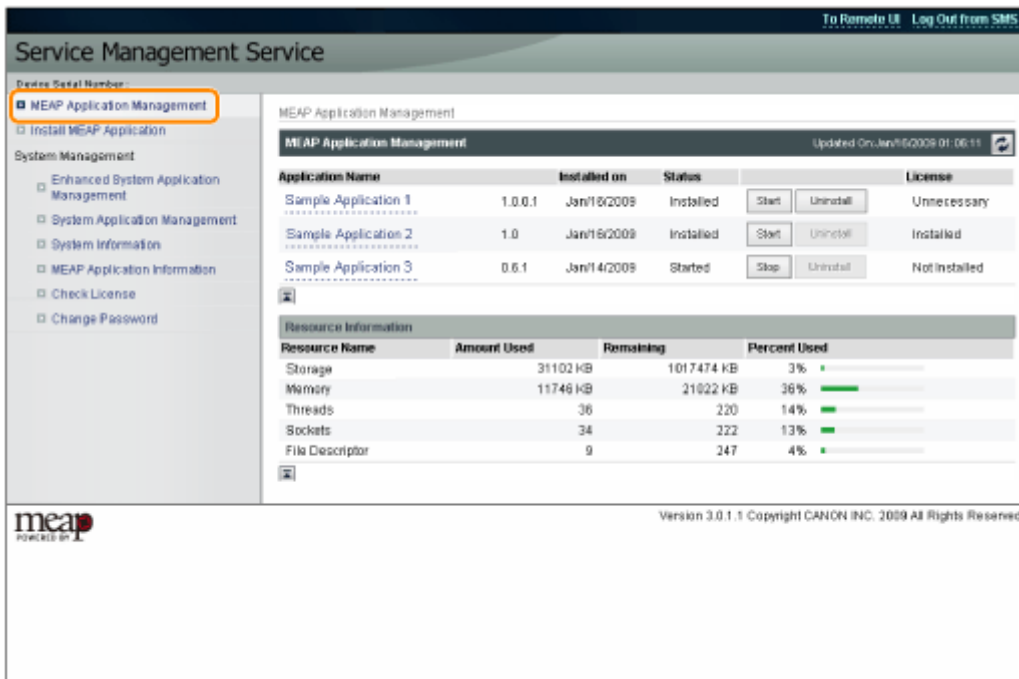 To Remote UI Log Out from SMS
Service Management Service
Device Serial Number :
MEAP Application Management
Install MEAP Application
System Management
Enhanced System Application
Management
System Application Management
System Information
MEAP Application Information
Check License
Change Password
MEAP Application Management
MEAP Application Management Updated On:Jan/16/2009 01:06:11
Application Name Installed on Status License
Sample Application 1 1.0.0.1 Jan/16/2009 Installed Start Uninstall Unnecessary
Sample Application 2 1.0 Jan/16/2009 Installed Start Uninstall Installed
Sample Application 3 0.6.1 Jan/14/2009 Started Stop Uninstall Not Installed
Resource Information
Resource Name Amount Used Remaining Percent Used
Storage 31102 KB 1017474 KB 3%
Memory 11746 KB 21022 KB 36%
Threads 36 220 14%
Sockets 34 222 13%
File Descriptor 9 247 4%
meap
POWERED BY
Version 3.0.1.1 Copyright CANON INC. 2009 All Rights Reserved